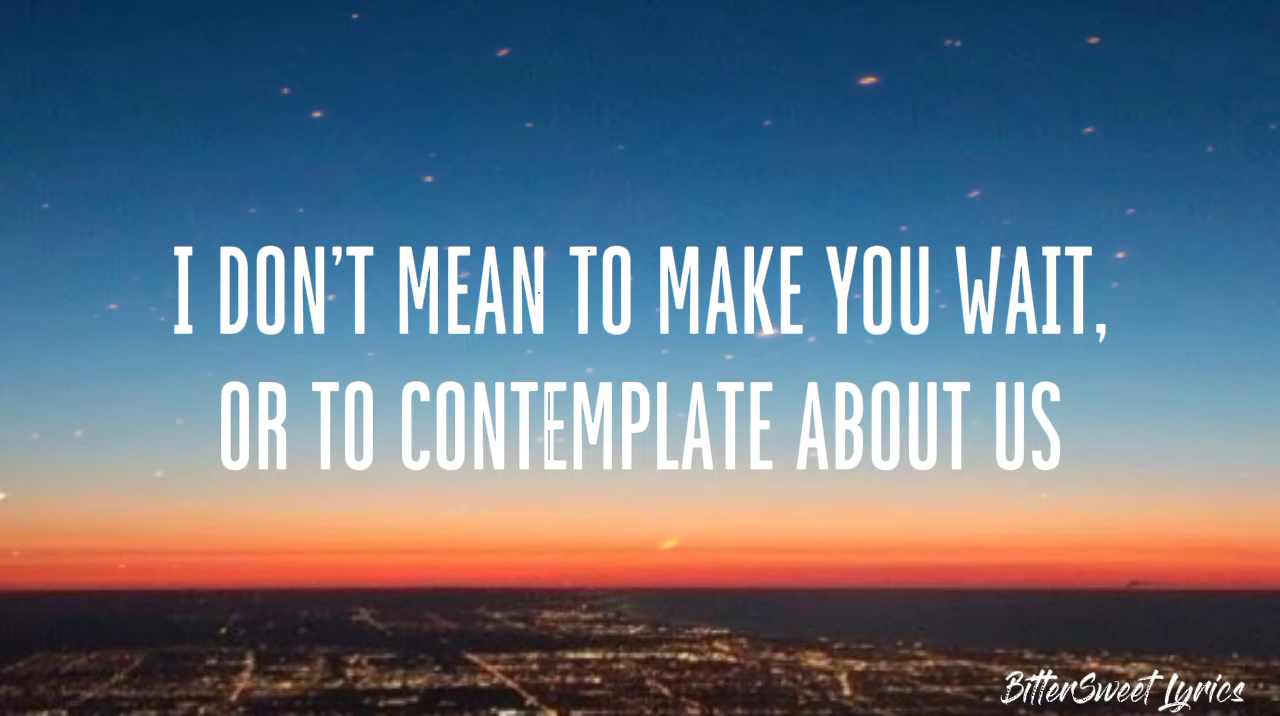 I DON’T MEAN TO MAKE YOU WAIT,
OR TO CONTEMPLATE ABOUT US
BitterSweet Lyrics